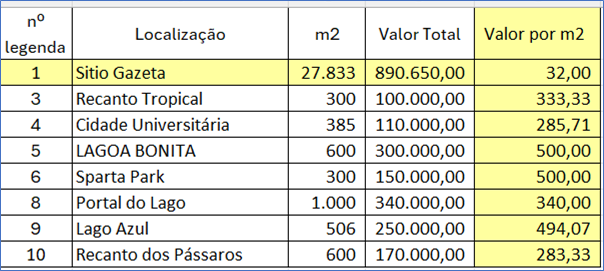 nº legenda Localização m2 Valor Total Valor por m2
1 Sitio Gazeta 27.833 890.650,00 32,00
3 Recanto Tropical 300 100.000,00 333,33
4 Cidade Universitária 385 110.000,00 285,71
5 LAGOA BONITA 600 300.000,00 500,00
6 Sparta Park 300 150.000,00 500,00
8 Portal do Lago 1.000 340.000,00 340,00
9 Lago Azul 506 250.000,00 494,07
10 Recanto dos Pássaros 600 170.000,00 283,33